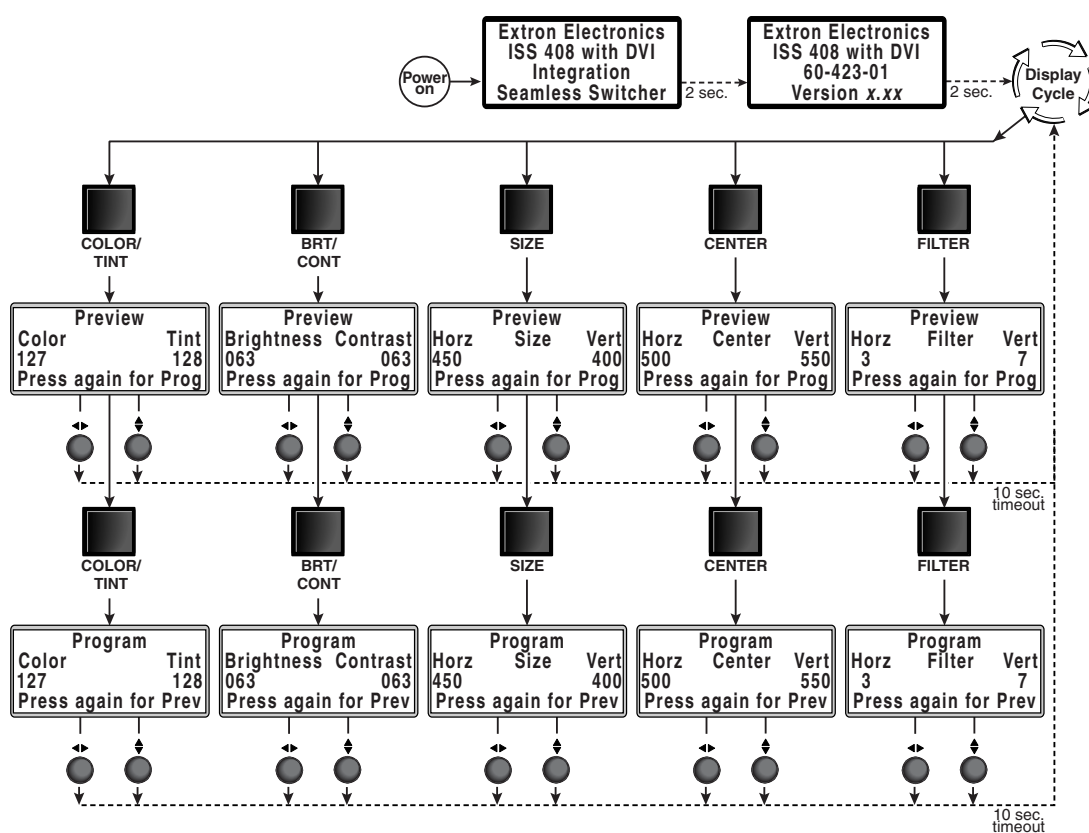 Power
on
Extron Electronics
ISS 408 with DVI
Integration
Seamless Switcher
2 sec.
Extron Electronics
ISS 408 with DVI
60-423-01
Version x.xx
2 sec.
Display
Cycle
COLOR/
TINT
BRT/
CONT
SIZE
CENTER
FILTER
Preview
Color Tint
127 128
Press again for Prog
Preview
Brightness Contrast
063 063
Press again for Prog
Preview
Horz Size Vert
450 400
Press again for Prog
Preview
Horz Center Vert
500 550
Press again for Prog
Preview
Horz Filter Vert
3 7
Press again for Prog
10 sec.
timeout
COLOR/
TINT
BRT/
CONT
SIZE
CENTER
FILTER
Program
Color Tint
127 128
Press again for Prev
Program
Brightness Contrast
063 063
Press again for Prev
Program
Horz Size Vert
450 400
Press again for Prev
Program
Horz Center Vert
500 550
Press again for Prev
Program
Horz Filter Vert
3 7
Press again for Prev
10 sec.
timeout